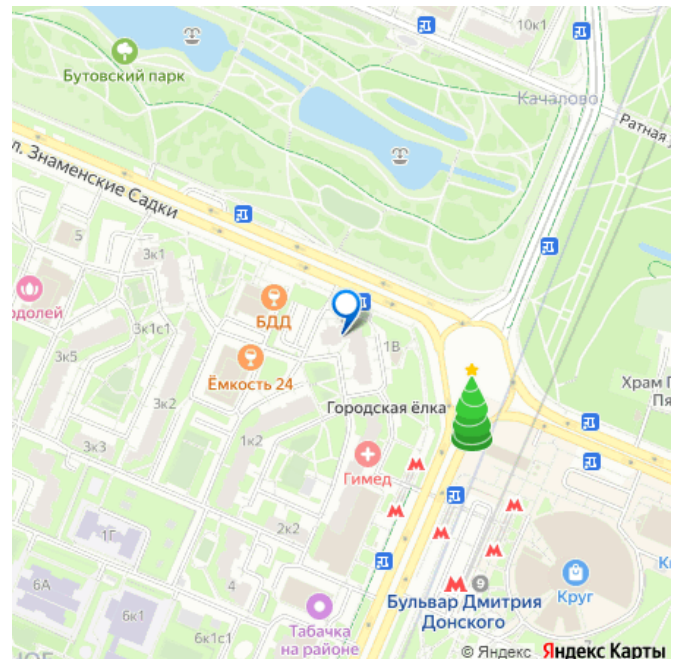 10к1
Бутовский парк
Качалово
Ратная
л. Знаменские Садки
5
3к1
БДД
одолей
3к1с1
1В
3к5
Ёмкость 24
Храм П
Пя
Городская ёлка
3к2
1к2
3к3
Гимед
2к2
1Г
6А
4
9
Круг
К
Бульвар Дмитрия
Донского
6к1
Табачка
на районе
6к1с1
7
© Яндекс Яндекс Карты